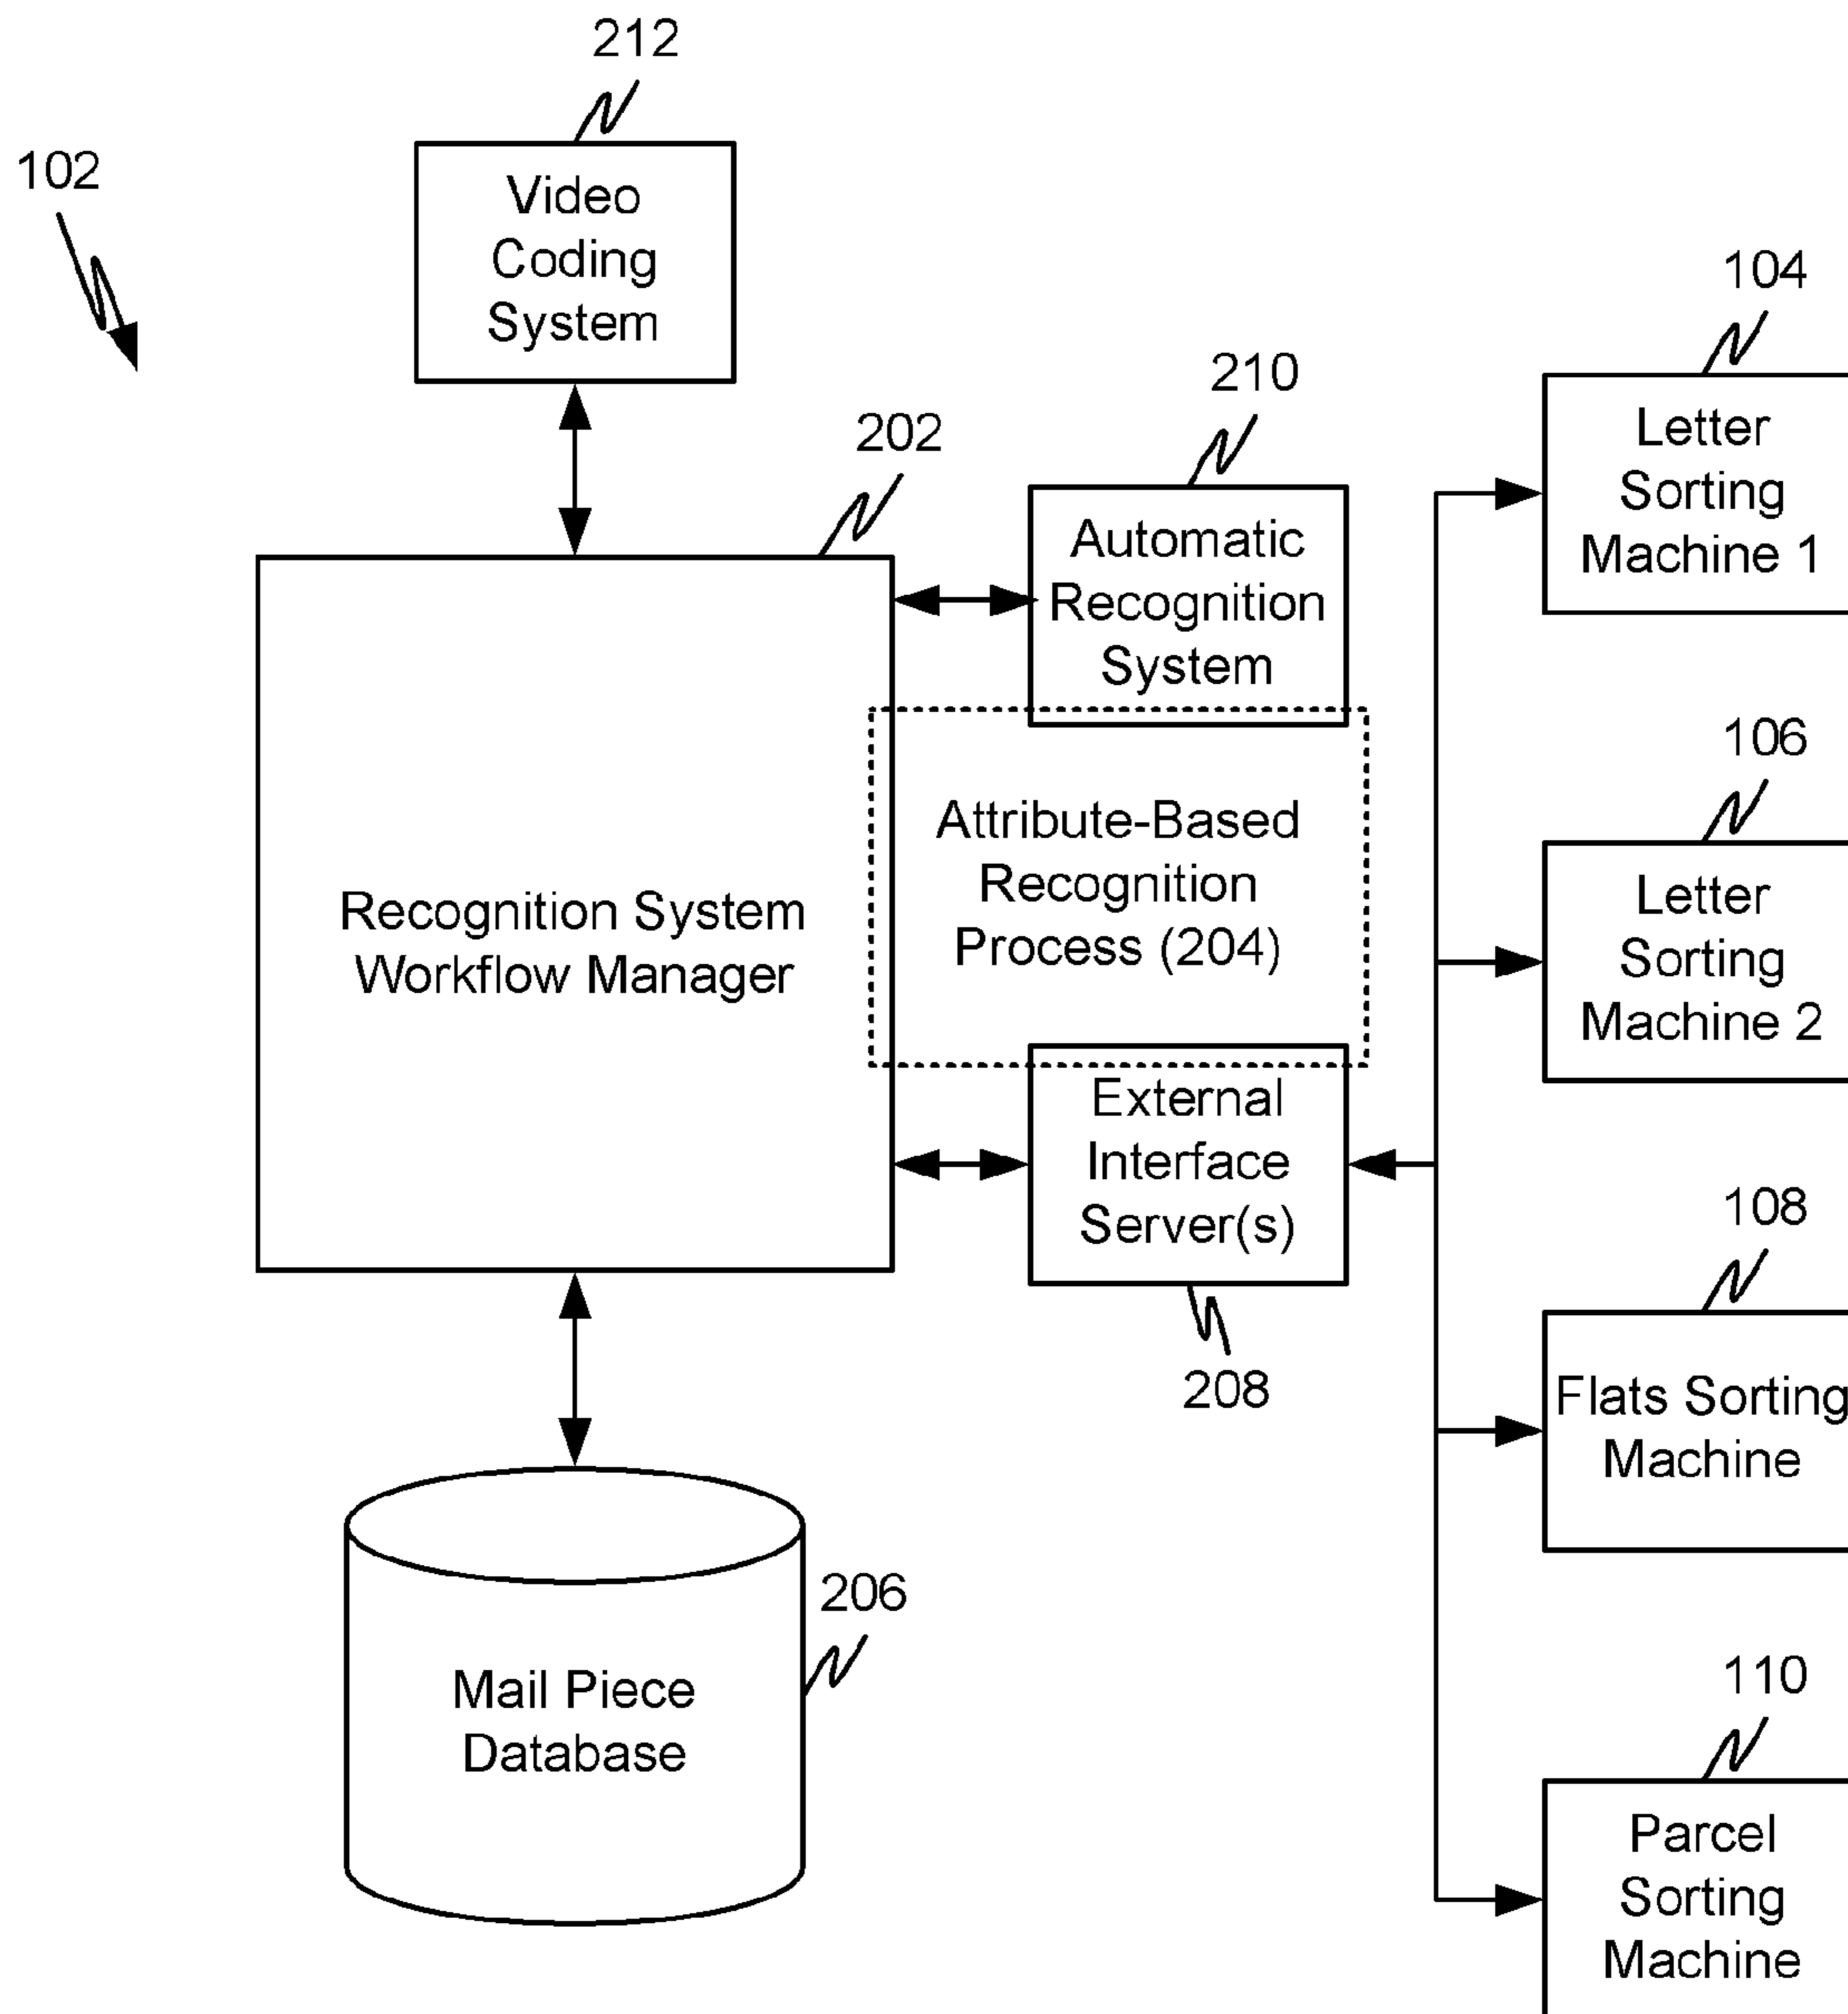 212
102
Video
Coding
System
104
210
Letter
Sorting
Machine 1
202
Automatic
Recognition
System
106
Attribute-Based
Recognition
Process (204)
Letter
Sorting
Machine 2
Recognition System
Workflow Manager
External
Interface
Server(s)
108
208
Flats Sorting
Machine
206
Mail Piece
Database
110
Parcel
Sorting
Machine